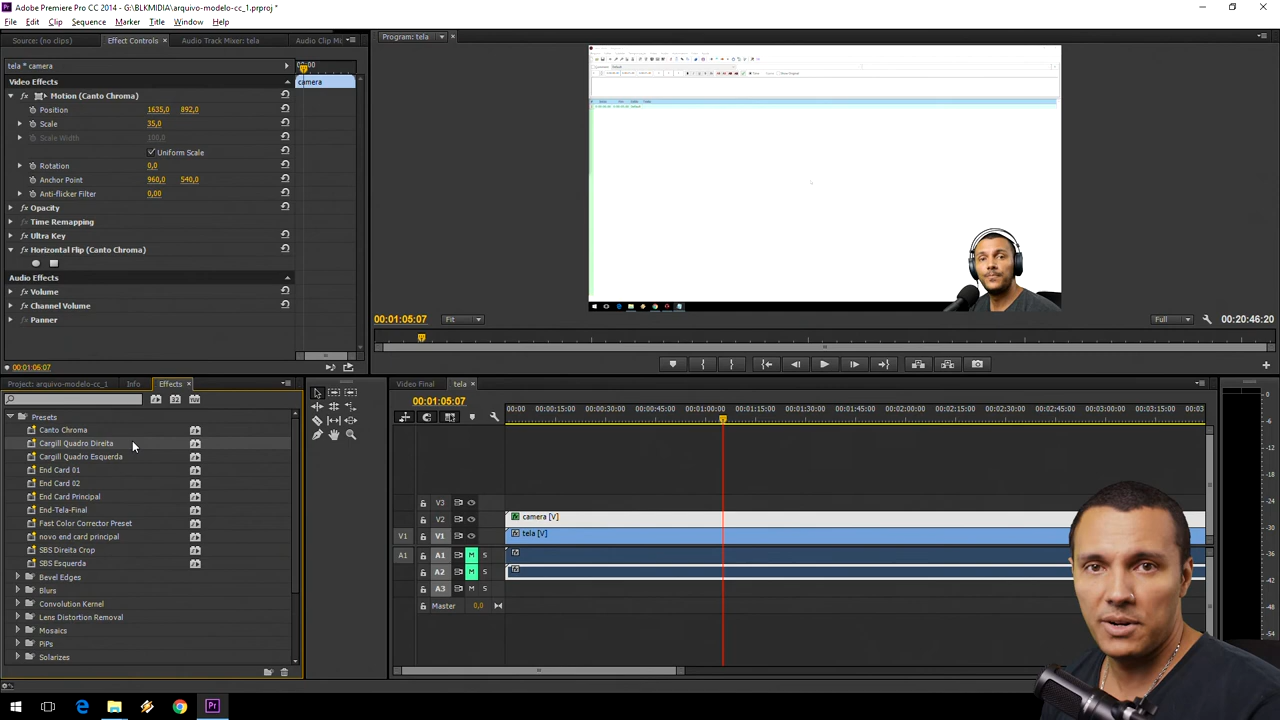 Adobe Premiere Pro CC 2014 - G:\BLKMIDIA\arquivo-modelo-cc_1.prproj *
File Edit Clip Sequence Marker Title Window Help
Source: (no clips) Effect Controls Audio Track Mixer: tela Audio Clip Mi
tela * camera
00:00
Video Effects
camera
Motion (Canto Chroma)
Position 1635,0 892,0
Scale 35,0
Scale Width 100,0
Uniform Scale
Rotation 0,0
Anchor Point 960,0 540,0
Anti-flicker Filter 0,00
Opacity
Time Remapping
Ultra Key
Horizontal Flip (Canto Chroma)
Audio Effects
Volume
Channel Volume
Panner
00:01:05:07
Program: tela
00:01:05:07 Fit Full 00:20:46:20
Project: arquivo-modelo-cc_1 Info Effects
Presets
Canto Chroma
Cargill Quadro Direita
Cargill Quadro Esquerda
End Card 01
End Card 02
End Card Principal
End-Tela-Final
Fast Color Corrector Preset
novo end card principal
SBS Direita Crop
SBS Esquerda
Bevel Edges
Blurs
Convolution Kernel
Lens Distortion Removal
Mosaics
PiPs
Solarizes
Video Final tela
00:01:05:07
00:00 00:00:15:00 00:00:30:00 00:00:45:00 00:01:00:00 00:01:15:00 00:01:30:00 00:01:45:00 00:02:00:00 00:02:15:00 00:02:30:00 00:02:45:00 00:03:00:00 00:03:15:00 00:03
V3
V2 camera [V]
V1 V1 tela [V]
A1 A1 M S
A2 M S
A3 M S
Master 0,0
Pr